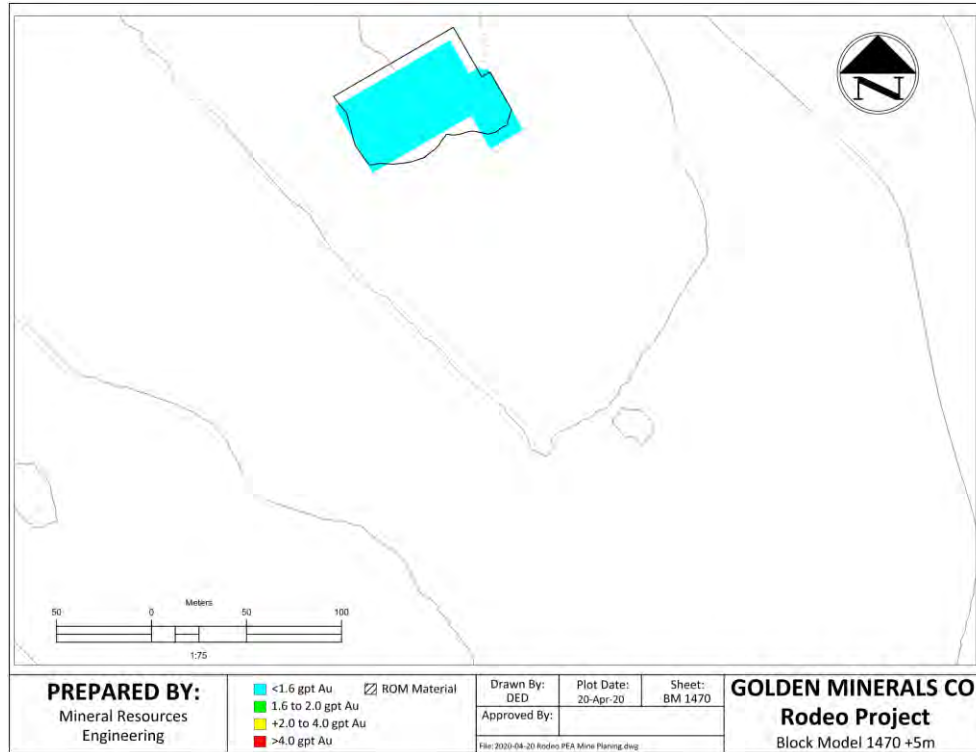 N
Meters
50 0 50 100
1:75
PREPARED BY:
Mineral Resources
Engineering
<1.6 gpt Au
1.6 to 2.0 gpt Au
+2.0 to 4.0 gpt Au
>4.0 gpt Au
ROM Material
Drawn By:
DED
Plot Date:
20-Apr-20
Sheet:
BM 1470
Approved By:
File: 2020-04-20 Rodeo PEA Mine Planing.dwg
GOLDEN MINERALS CO
Rodeo Project
Block Model 1470 +5m